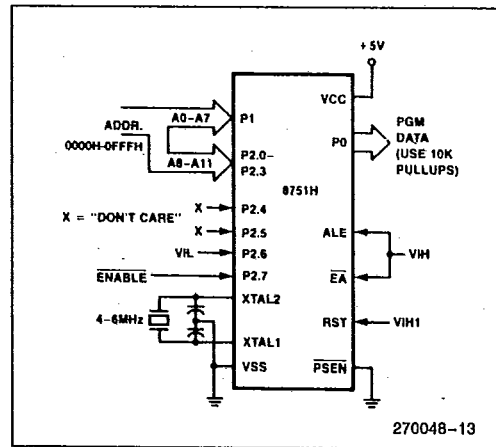 + 5V
VCC
A0–A7
P1
PGM
DATA
(USE 10K
PULLUPS)
P0
ADDR.
0000H-0FFFH
P2.0–
P2.3
A8–A11
8751H
X = "DON'T CARE"
X
P2.4
X
P2.5
VIL
P2.6
ENABLE
P2.7
ALE
EA
VIH
XTAL2
4–6MHz
XTAL1
RST
VIH1
VSS
PSEN
270048–13